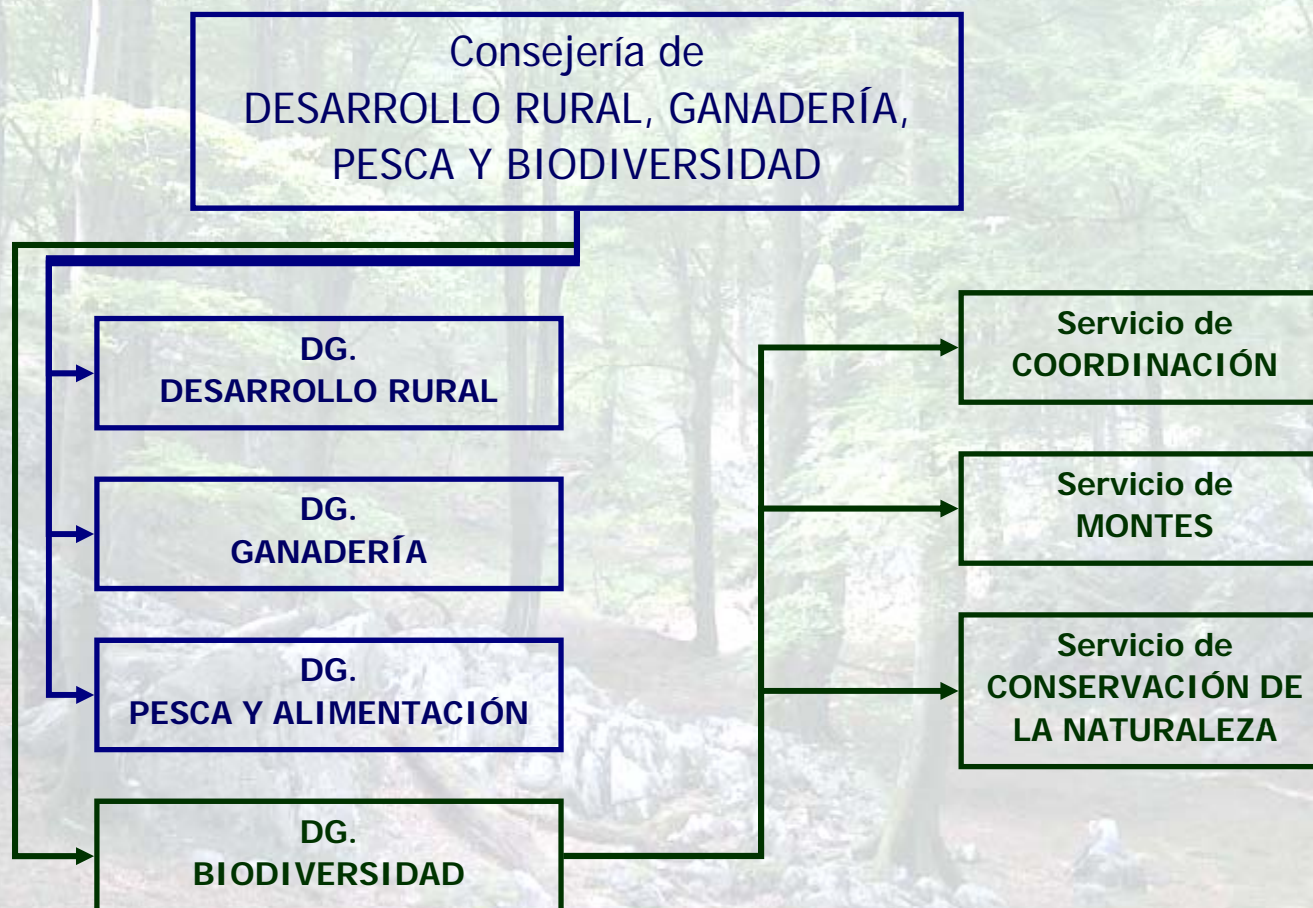 Consejería de
DESARROLLO RURAL, GANADERÍA,
PESCA Y BIODIVERSIDAD
DG.
DESARROLLO RURAL
DG.
GANADERÍA
DG.
PESCA Y ALIMENTACIÓN
DG.
BIODIVERSIDAD
Servicio de
COORDINACIÓN
Servicio de
MONTES
Servicio de
CONSERVACIÓN DE
LA NATURALEZA